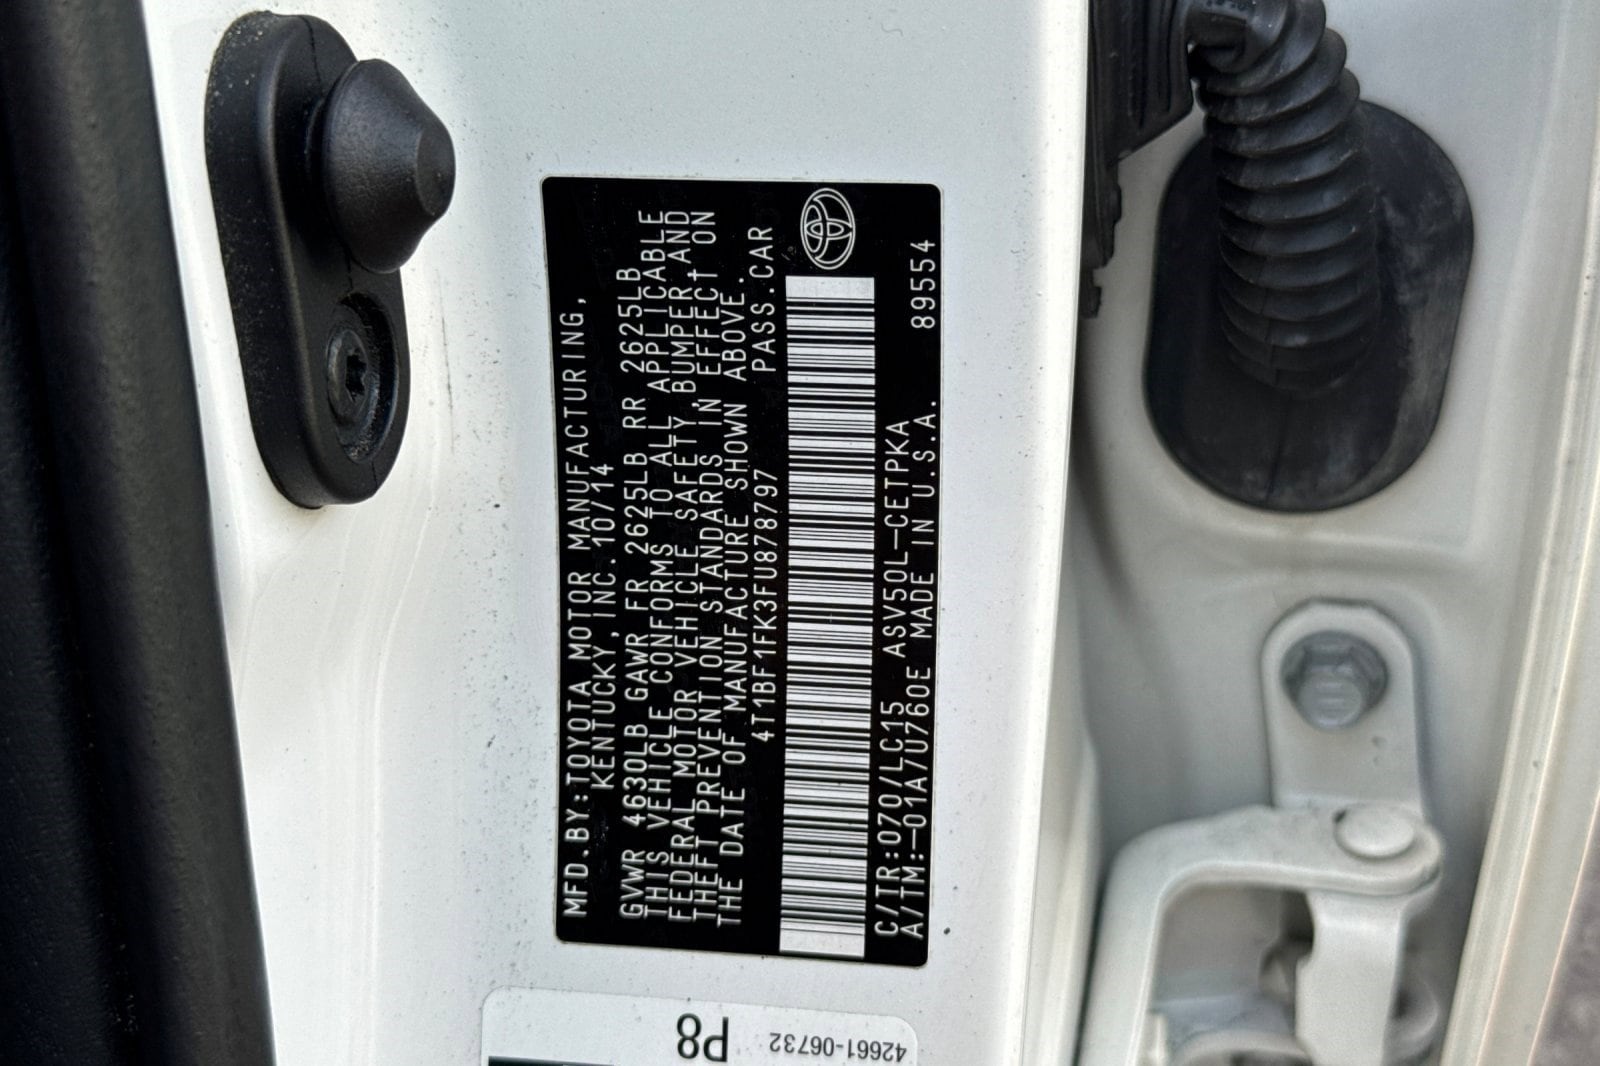 MFD.BY:TOYOTA MOTOR MANUFACTURING,
KENTUCKY, INC. 10/14
GVWR 4630LB GAWR FR 2625LB RR 2625LB
THIS VEHICLE CONFORMS TO ALL APPLICABLE
FEDERAL MOTOR VEHICLE SAFETY, BUMPER, AND
THEFT PREVENTION STANDARDS IN EFFECT ON
THE DATE OF MANUFACTURE SHOWN ABOVE.
4T1BF1FK3FU878797 PASS.CAR
C/TR:070/LC15 ASV50L-CETPKA
A/TM:-01A/U760E MADE IN U.S.A. 89554
P8
42661-06732